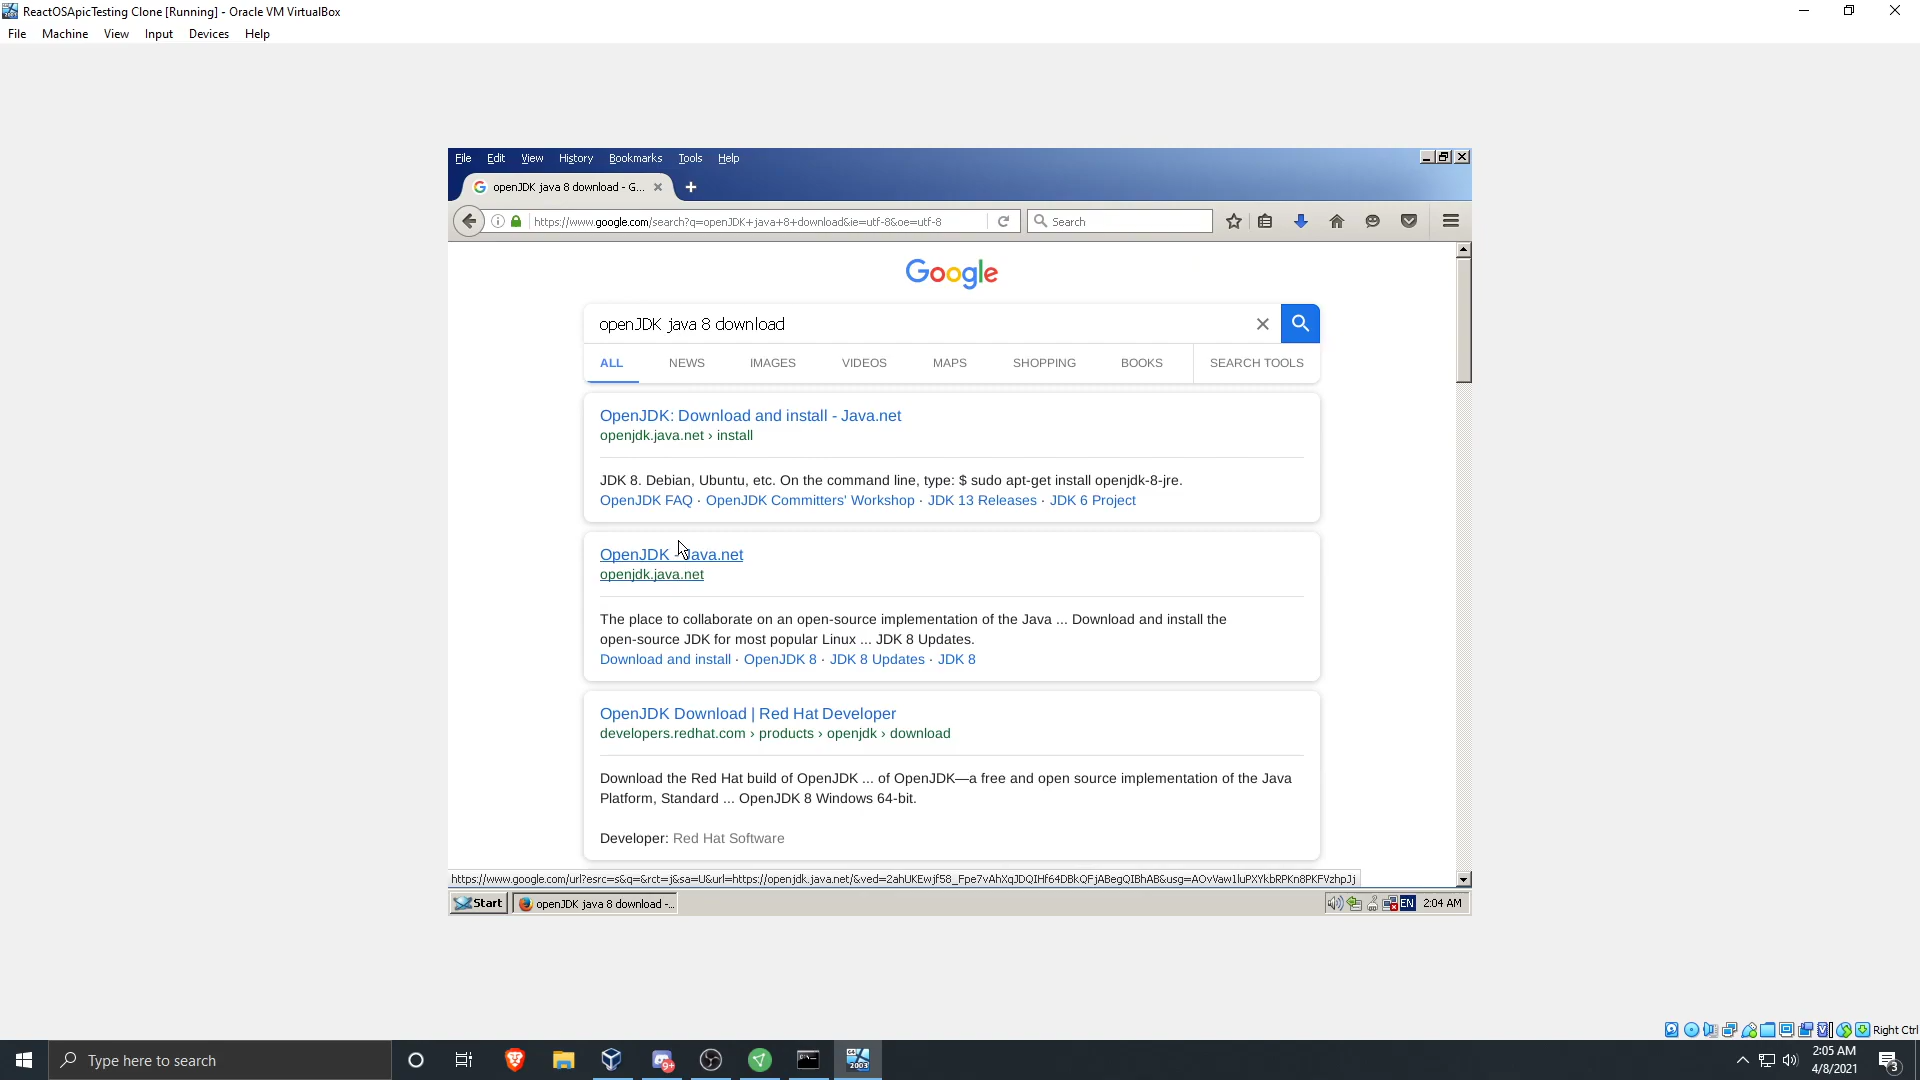 ReactOSApicTesting Clone [Running] - Oracle VM VirtualBox
File Machine View Input Devices Help
File Edit View History Bookmarks Tools Help
openJDK java 8 download - G...
https://www.google.com/search?q=openJDK+java+8+download&ie=utf-8&oe=utf-8
Search
Google
openJDK java 8 download
ALL NEWS IMAGES VIDEOS MAPS SHOPPING BOOKS SEARCH TOOLS
OpenJDK: Download and install - Java.net
openjdk.java.net › install
JDK 8. Debian, Ubuntu, etc. On the command line, type: $ sudo apt-get install openjdk-8-jre.
OpenJDK FAQ · OpenJDK Committers' Workshop · JDK 13 Releases · JDK 6 Project
OpenJDK - Java.net
openjdk.java.net
The place to collaborate on an open-source implementation of the Java ... Download and install the
open-source JDK for most popular Linux ... JDK 8 Updates.
Download and install · OpenJDK 8 · JDK 8 Updates · JDK 8
OpenJDK Download | Red Hat Developer
developers.redhat.com › products › openjdk › download
Download the Red Hat build of OpenJDK ... of OpenJDK—a free and open source implementation of the Java
Platform, Standard ... OpenJDK 8 Windows 64-bit.
Developer: Red Hat Software
Start
openJDK java 8 download -...
EN 2:04 AM
Right Ctrl
Type here to search
9+
2003
2:05 AM
4/8/2021
3